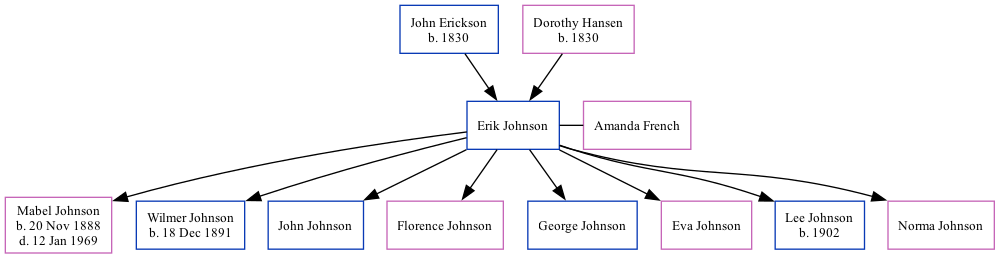 John Erickson
b. 1830
Dorothy Hansen
b. 1830
Erik Johnson
Amanda French
Mabel Johnson
b. 20 Nov 1888
d. 12 Jan 1969
Wilmer Johnson
b. 18 Dec 1891
John Johnson
Florence Johnson
George Johnson
Eva Johnson
Lee Johnson
b. 1902
Norma Johnson